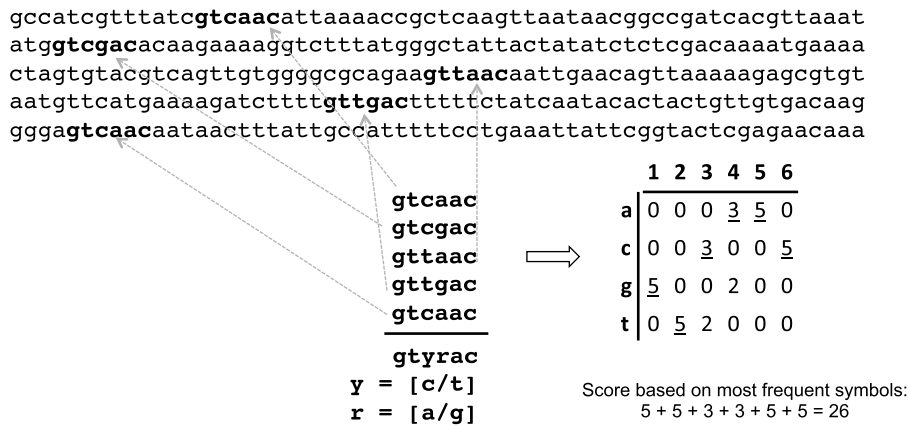 gccatcgtttatcgtcaacattaaaaccgctcaagttaataacggccgatcacgttaaat
atggtcgacacaagaaaaggtctttatgggctattactatatctctcgacaaaatgaaaa
ctagtgtacgtcagttgtggggcgcagaagttaacaattgaacagttaaaaagagcgtgt
aatgttcatgaaaagatcttttgttgactttttctatcaatacacactactgttgtgacaag
ggggagtcaacaataactttattgccatttttcctgaaattattcggtactcgagaacaaa
gtcaac
gtcgac
gttaac
gttgac
gtcaac
gtyrac
y = [c/t]
r = [a/g]
1 2 3 4 5 6
a 0 0 0 3 5 0
c 0 0 3 0 0 5
g 5 0 0 2 0 0
t 0 5 2 0 0 0
Score based on most frequent symbols:
5 + 5 + 3 + 3 + 5 + 5 = 26